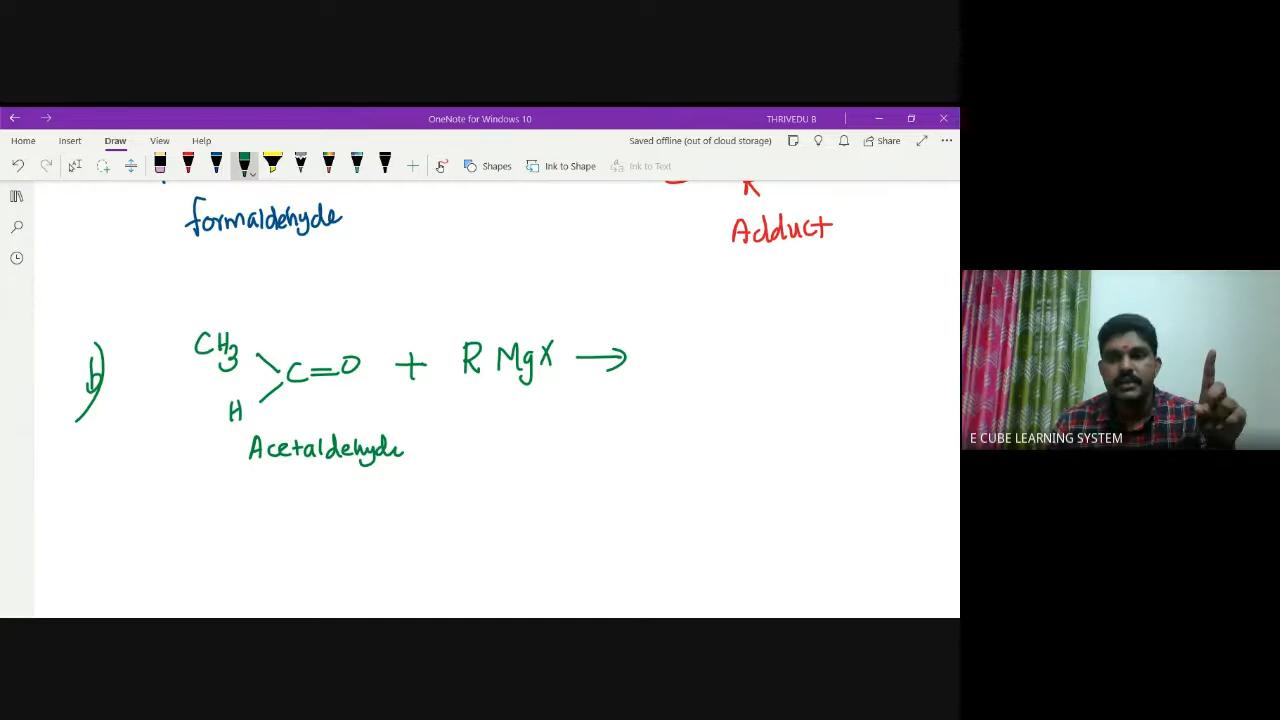 OneNote for Windows 10
THRIVEDU B
Home Insert Draw View Help
Saved offline (out of cloud storage)
Share
Shapes
Ink to Shape
Ink to Text
formaldehyde
Adduct
b)
CH3
H
C=O + R MgX →
Acetaldehyde
E CUBE LEARNING SYSTEM